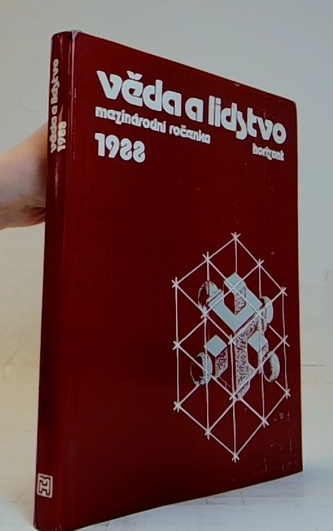 věda a lidstvo
mezinárodní ročenka
horizont
1988
věda a lidstvo
1988